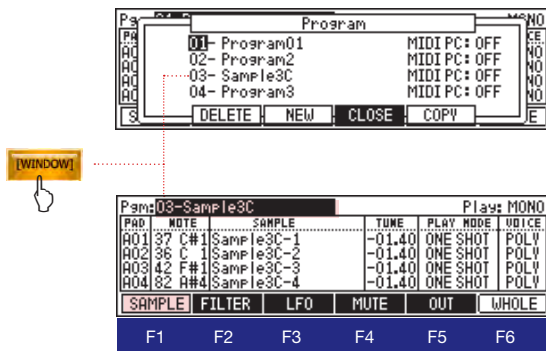 Program
01- Program01 MIDI PC: OFF
02- Program2 MIDI PC: OFF
03- Sample3C MIDI PC: OFF
04- Program3 MIDI PC: OFF
DELETE NEW CLOSE COPY
[WINDOW]
Pgm:03-Sample3C Play: MONO
PAD NOTE SAMPLE TUNE PLAY MODE VOICE
A01 37 C#1 Sample3C-1 -01.40 ONE SHOT POLY
A02 36 C 1 Sample3C-2 -01.40 ONE SHOT POLY
A03 42 F#1 Sample3C-3 -01.40 ONE SHOT POLY
A04 82 A#4 Sample3C-4 -01.40 ONE SHOT POLY
SAMPLE FILTER LFO MUTE OUT WHOLE
F1 F2 F3 F4 F5 F6